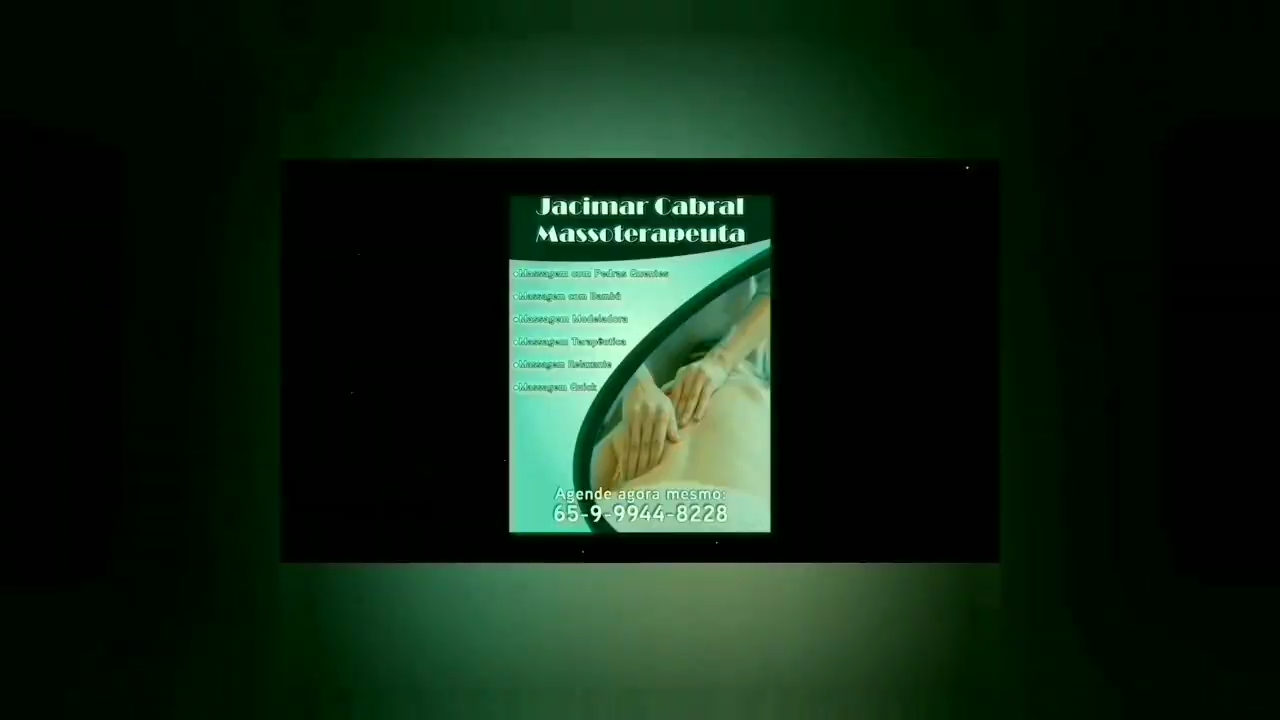 Jacimar Cabral
Massoterapeuta
•Massagem com Pedras Quentes
•Massagem com Bambú
•Massagem Modeladora
•Massagem Terapêutica
•Massagem Relaxante
•Massagem Quick
Agende agora mesmo:
65-9-9944-8228